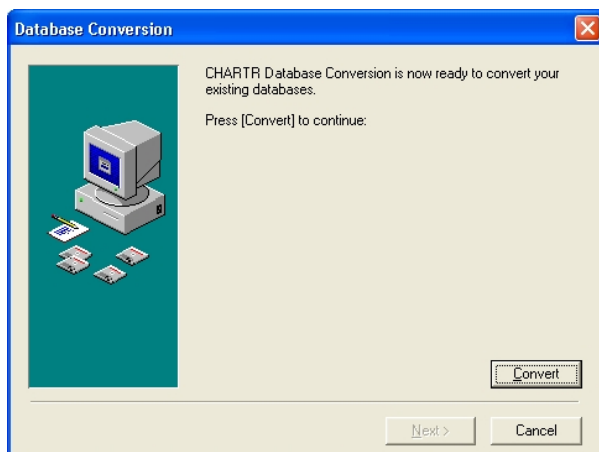 Database Conversion
CHARTR Database Conversion is now ready to convert your
existing databases.
Press [Convert] to continue:
Convert
Next >
Cancel